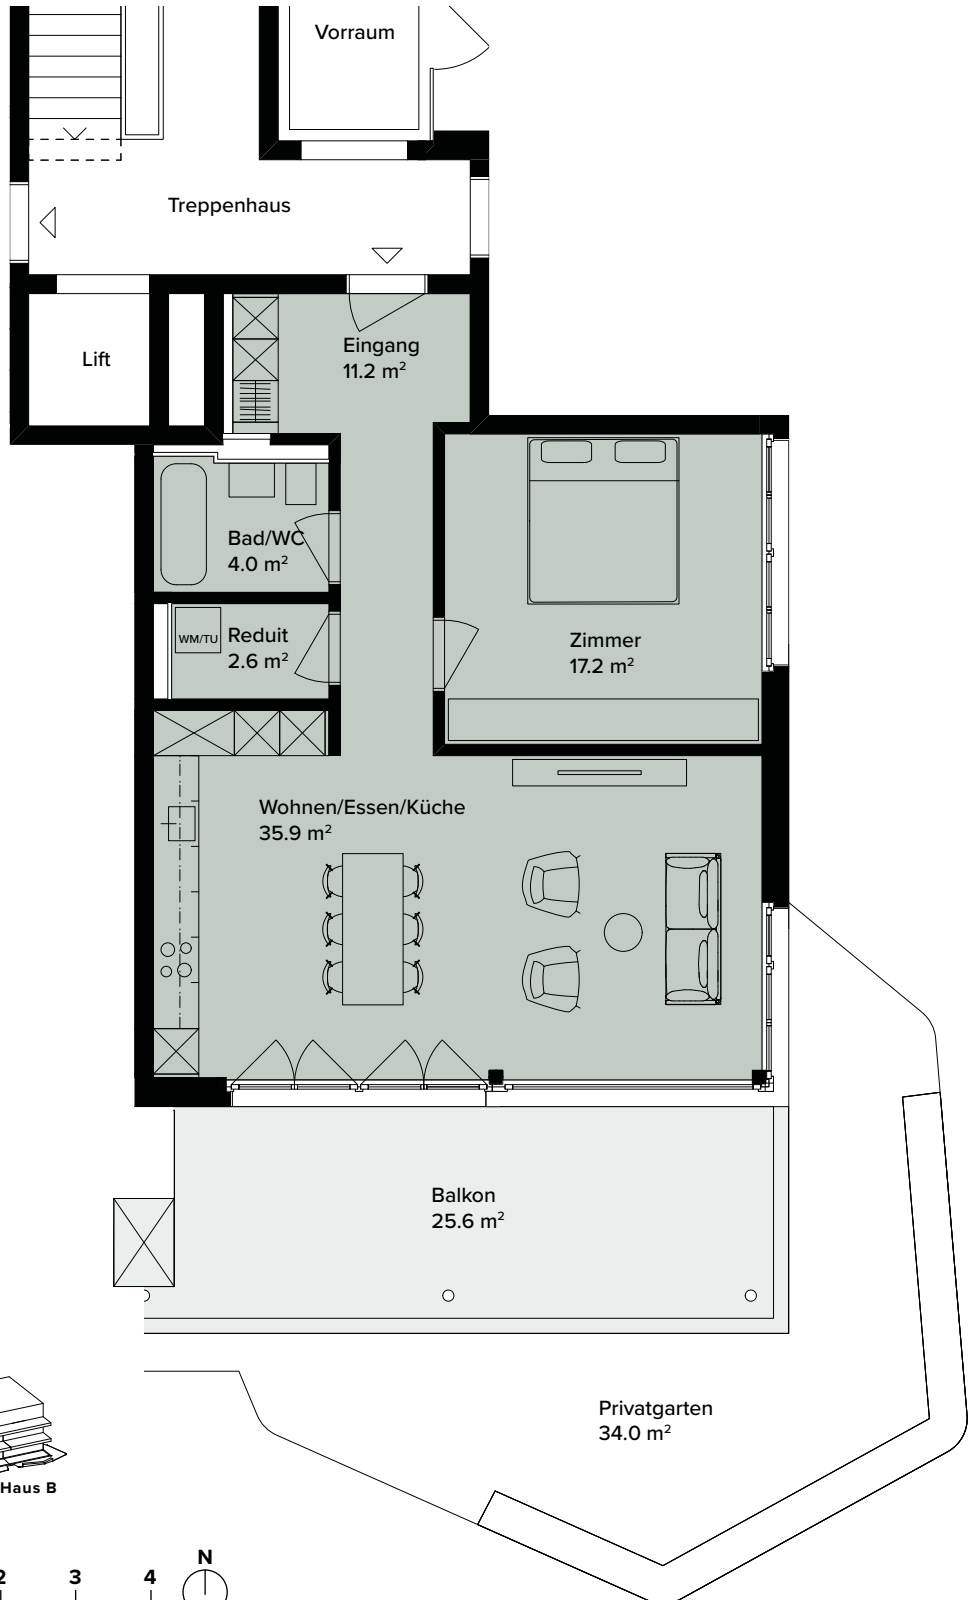 Vorraum
Treppenhaus
Lift
Eingang
11.2 m²
Bad/WC
4.0 m²
WM/TU
Reduit
2.6 m²
Zimmer
17.2 m²
Wohnen/Essen/Küche
35.9 m²
Balkon
25.6 m²
Privatgarten
34.0 m²
Haus B
2 3 4 N